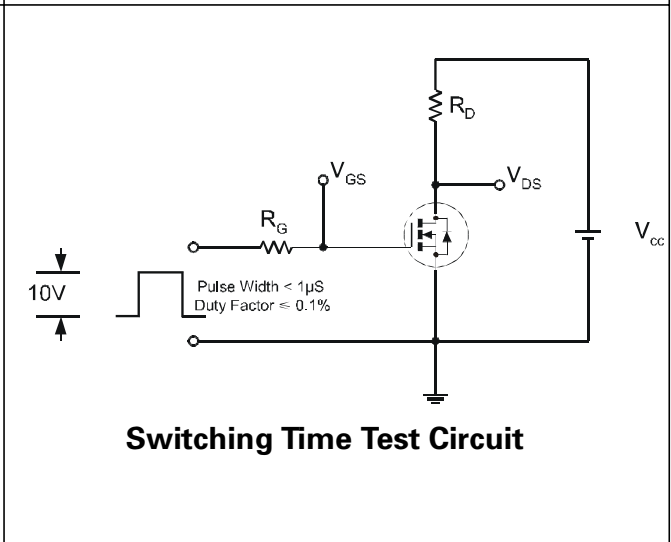 R_D
V_GS
V_DS
R_G
V_cc
10V
Pulse Width < 1µS
Duty Factor ≤ 0.1%
Switching Time Test Circuit